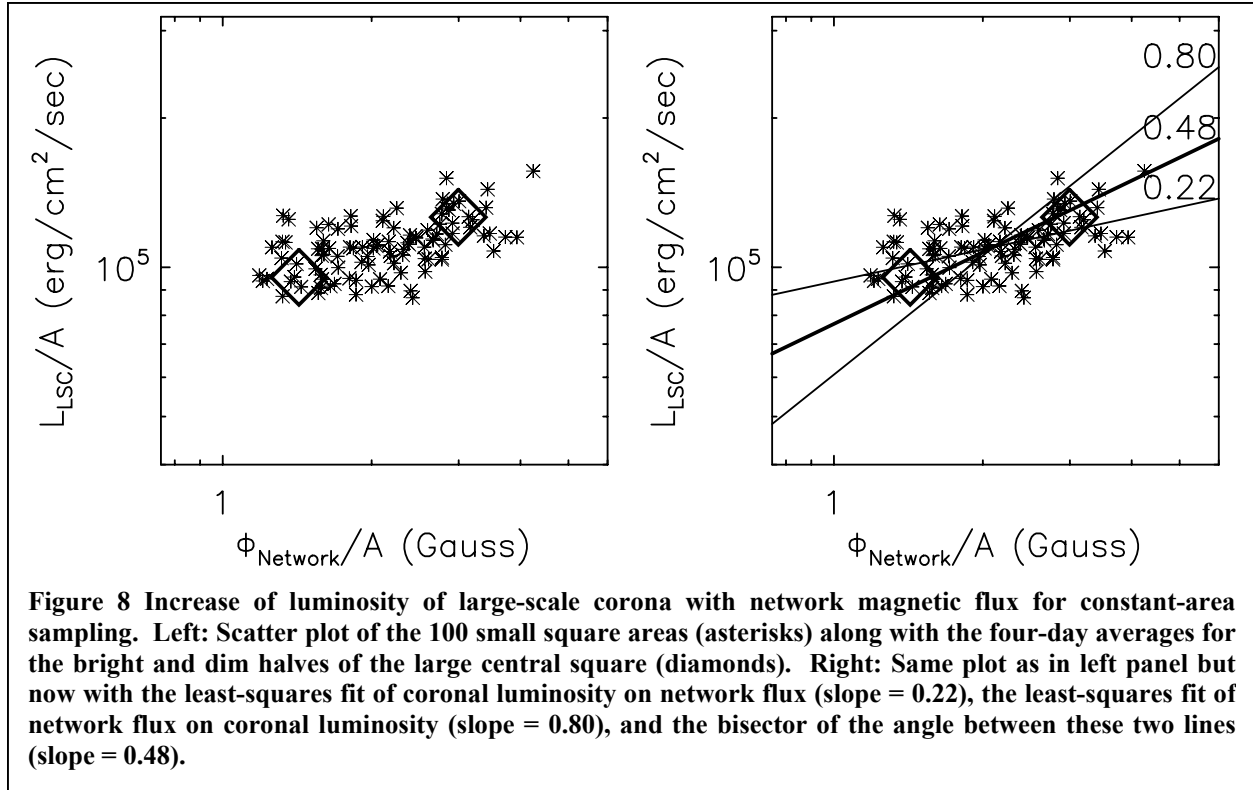 L_LSC/A (erg/cm²/sec)
10⁵
1
Φ_Network/A (Gauss)
L_LSC/A (erg/cm²/sec)
10⁵
1
Φ_Network/A (Gauss)
0.80
0.48
0.22
Figure 8 Increase of luminosity of large-scale corona with network magnetic flux for constant-area
sampling. Left: Scatter plot of the 100 small square areas (asterisks) along with the four-day averages for
the bright and dim halves of the large central square (diamonds). Right: Same plot as in left panel but
now with the least-squares fit of coronal luminosity on network flux (slope = 0.22), the least-squares fit of
network flux on coronal luminosity (slope = 0.80), and the bisector of the angle between these two lines
(slope = 0.48).